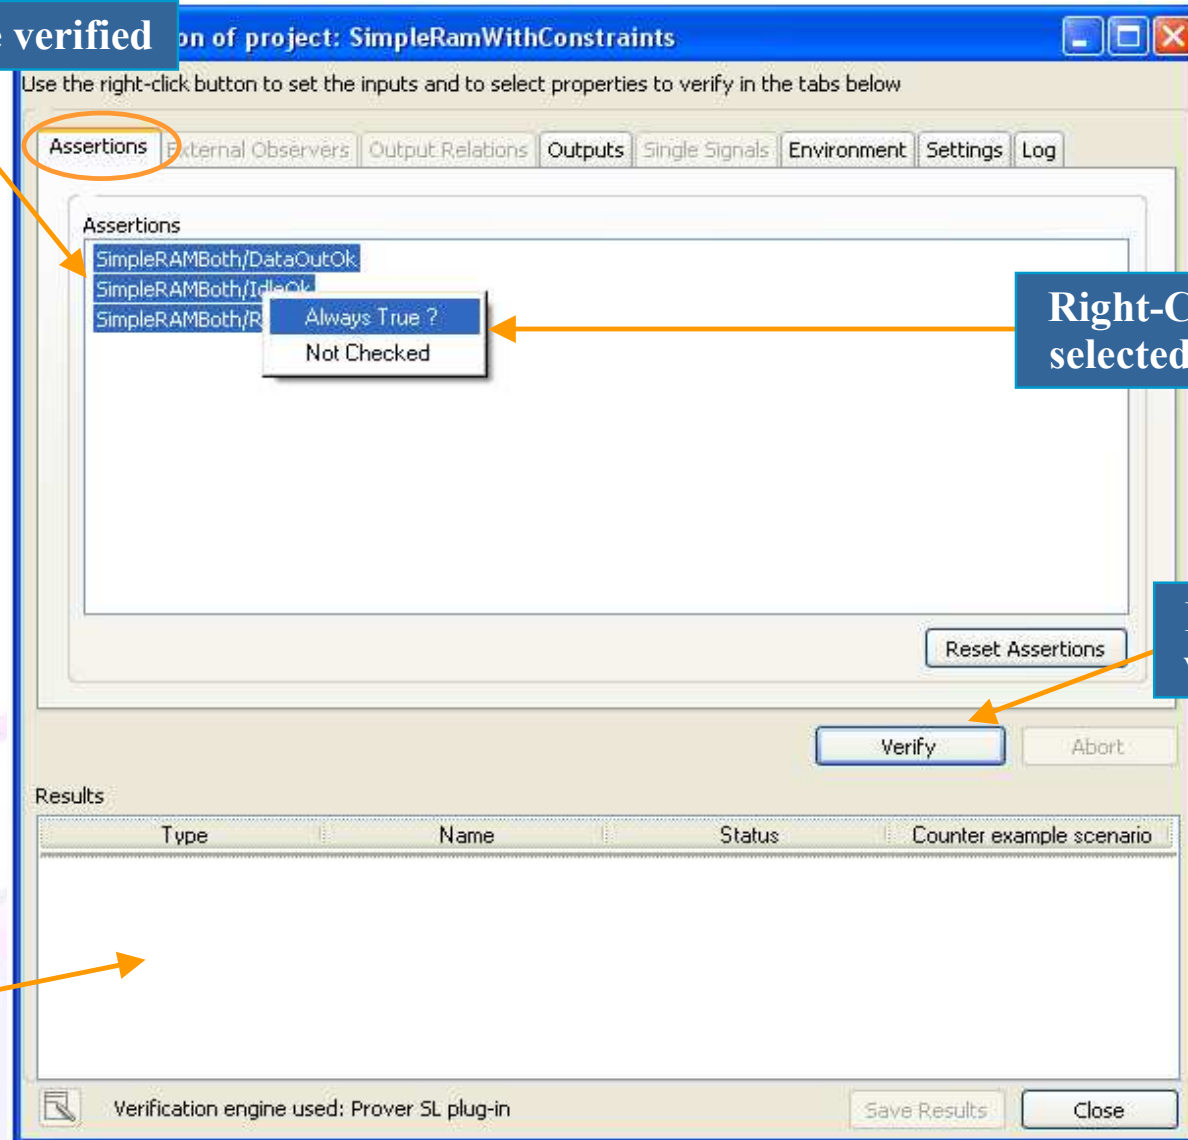 verified
on of project: SimpleRamWithConstraints
Use the right-click button to set the inputs and to select properties to verify in the tabs below
Assertions External Observers Output Relations Outputs Single Signals Environment Settings Log
Assertions
SimpleRAMBoth/DataOutOk
SimpleRAMBoth/IdleOk
SimpleRAMBoth/R
Always True ?
Not Checked
Right-C
selected
Reset Assertions
Verify Abort
Results
Type Name Status Counter example scenario
Verification engine used: Prover SL plug-in
Save Results Close